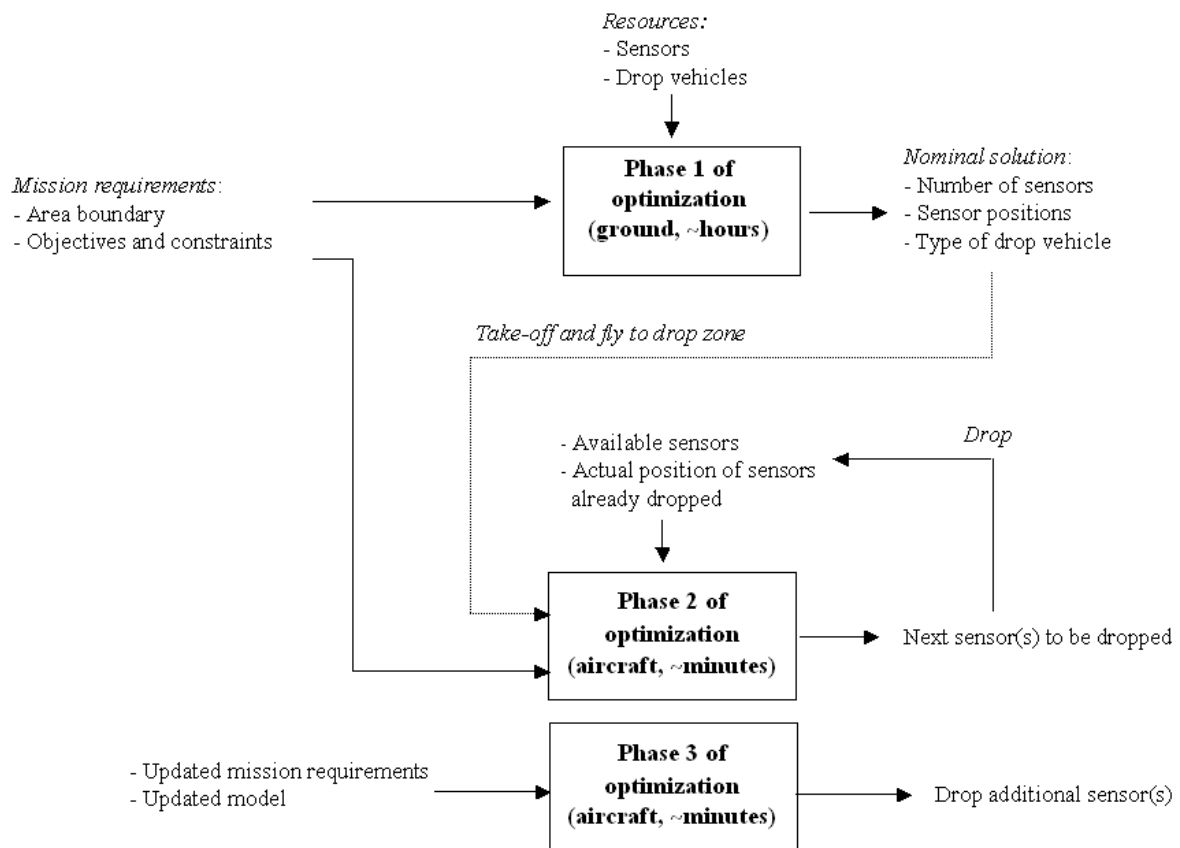 Resources:
- Sensors
- Drop vehicles
Mission requirements:
- Area boundary
- Objectives and constraints
Phase 1 of
optimization
(ground, ~hours)
Nominal solution:
- Number of sensors
- Sensor positions
- Type of drop vehicle
Take-off and fly to drop zone
- Available sensors
- Actual position of sensors
already dropped
Drop
Phase 2 of
optimization
(aircraft, ~minutes)
Next sensor(s) to be dropped
- Updated mission requirements
- Updated model
Phase 3 of
optimization
(aircraft, ~minutes)
Drop additional sensor(s)